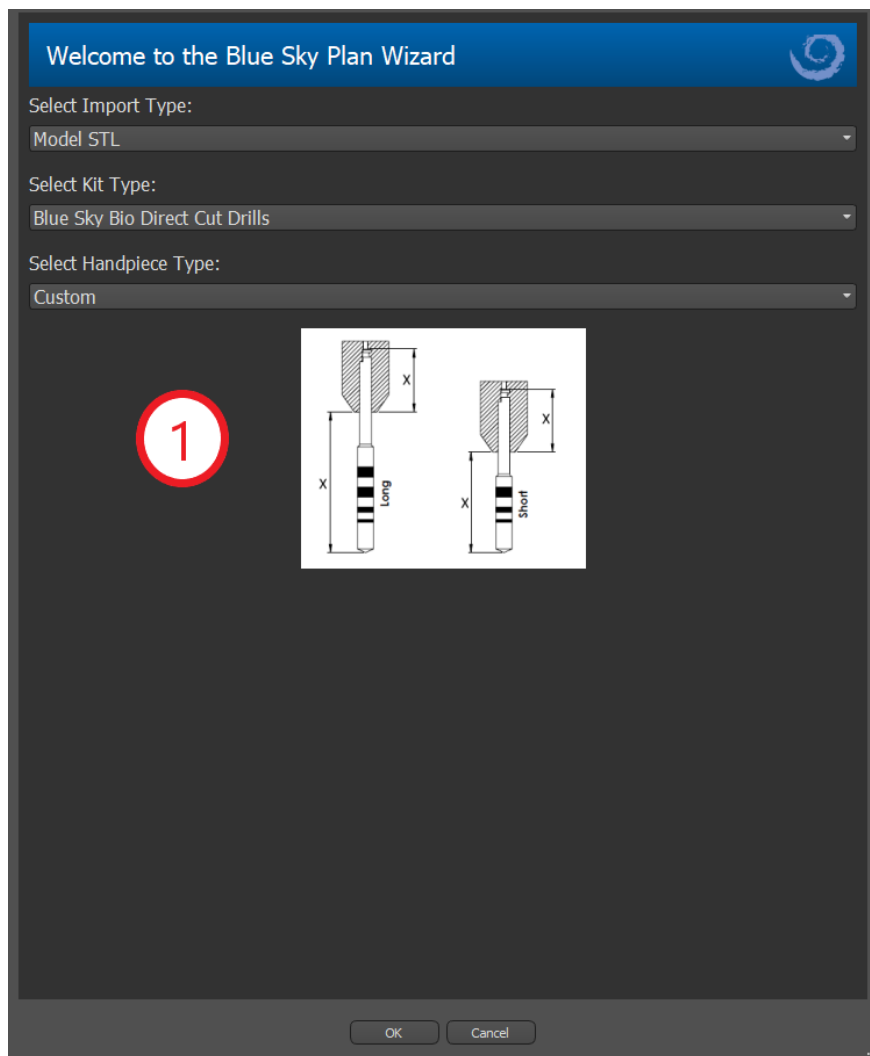 Welcome to the Blue Sky Plan Wizard
Select Import Type:
Model STL
Select Kit Type:
Blue Sky Bio Direct Cut Drills
Select Handpiece Type:
Custom
X
X
1
X
Long
X
Short
OK
Cancel